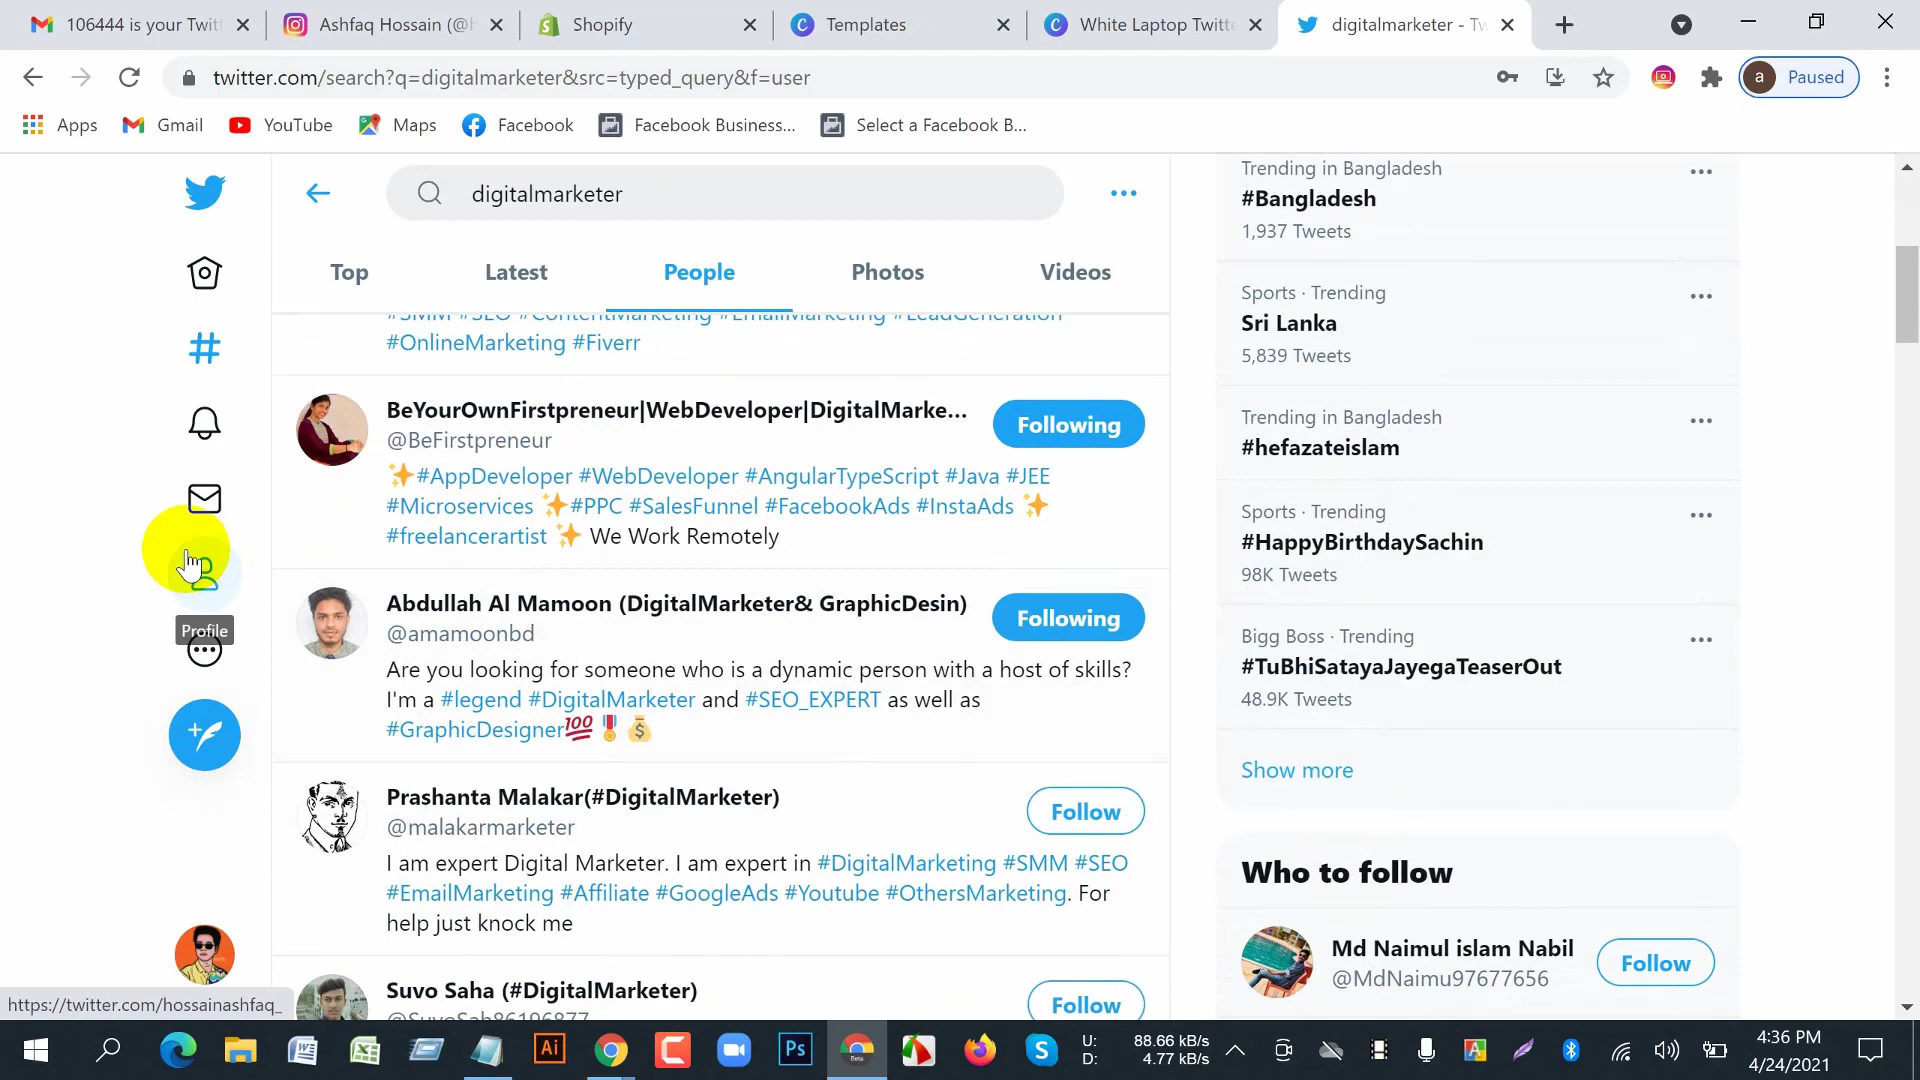 106444 is your Twit
Ashfaq Hossain (@h
Shopify
Templates
White Laptop Twitt
digitalmarketer - Tw
twitter.com/search?q=digitalmarketer&src=typed_query&f=user
a Paused
Apps
Gmail
YouTube
Maps
Facebook
Facebook Business...
Select a Facebook B...
digitalmarketer
Top
Latest
People
Photos
Videos
#SMM #SEO #ContentMarketing #EmailMarketing #LeadGeneration
#OnlineMarketing #Fiverr
BeYourOwnFirstpreneur|WebDeveloper|DigitalMarke...
@BeFirstpreneur
Following
✨#AppDeveloper #WebDeveloper #AngularTypeScript #Java #JEE
#Microservices ✨#PPC #SalesFunnel #FacebookAds #InstaAds ✨
#freelancerartist ✨ We Work Remotely
Abdullah Al Mamoon (DigitalMarketer& GraphicDesin)
@amamoonbd
Following
Are you looking for someone who is a dynamic person with a host of skills?
I'm a #legend #DigitalMarketer and #SEO_EXPERT as well as
#GraphicDesigner💯🎖💰
Prashanta Malakar(#DigitalMarketer)
@malakarmarketer
Follow
I am expert Digital Marketer. I am expert in #DigitalMarketing #SMM #SEO
#EmailMarketing #Affiliate #GoogleAds #Youtube #OthersMarketing. For
help just knock me
Suvo Saha (#DigitalMarketer)
Follow
Profile
Trending in Bangladesh
#Bangladesh
1,937 Tweets
Sports · Trending
Sri Lanka
5,839 Tweets
Trending in Bangladesh
#hefazateislam
Sports · Trending
#HappyBirthdaySachin
98K Tweets
Bigg Boss · Trending
#TuBhiSatayaJayegaTeaserOut
48.9K Tweets
Show more
Who to follow
Md Naimul islam Nabil
@MdNaimu97677656
Follow
https://twitter.com/hossainashfaq_
Ai
Ps
Beta
U: 88.66 kB/s
D: 4.77 kB/s
4:36 PM
4/24/2021